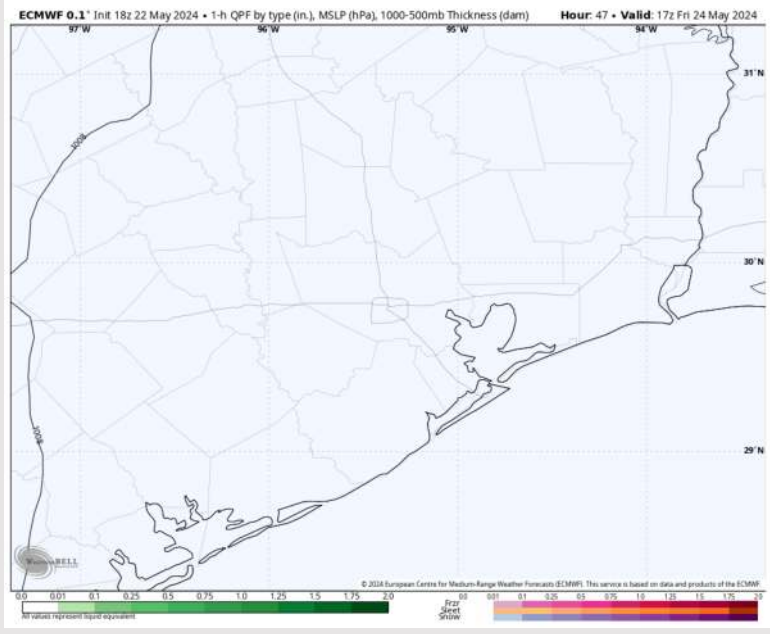 ECMWF 0.1° Init 18z 22 May 2024 • 1-h QPF by type (in.), MSLP (hPa), 1000-500mb Thickness (dam) Hour: 47 • Valid: 17z Fri 24 May 2024
97°W 96°W 95°W 94°W
31°N
1008
30°N
1008
29°N
WeatherBELL
© 2024 European Centre for Medium-Range Weather Forecasts (ECMWF). This service is based on data and products of the ECMWF.
0.0 0.01 0.1 0.25 0.5 0.75 1.0 1.25 1.5 1.75 2.0 0.0 0.01 0.1 0.25 0.5 0.75 1.0 1.25 1.5 1.75 2.0
Frzr
Sleet
Snow
All values represent liquid equivalent